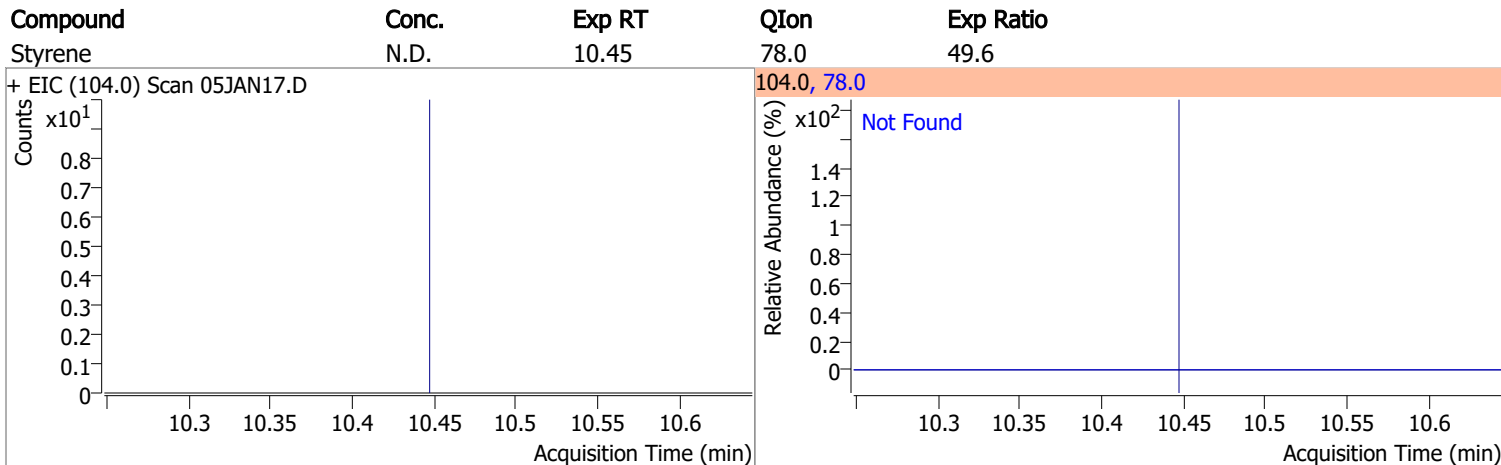 Compound Conc. Exp RT QIon Exp Ratio
Styrene N.D. 10.45 78.0 49.6
+ EIC (104.0) Scan 05JAN17.D
Counts
x10¹
0.8
0.7
0.6
0.5
0.4
0.3
0.2
0.1
0
10.3 10.35 10.4 10.45 10.5 10.55 10.6
Acquisition Time (min)
104.0, 78.0
Relative Abundance (%)
x10²
Not Found
1.4
1.2
1
0.8
0.6
0.4
0.2
0
10.3 10.35 10.4 10.45 10.5 10.55 10.6
Acquisition Time (min)